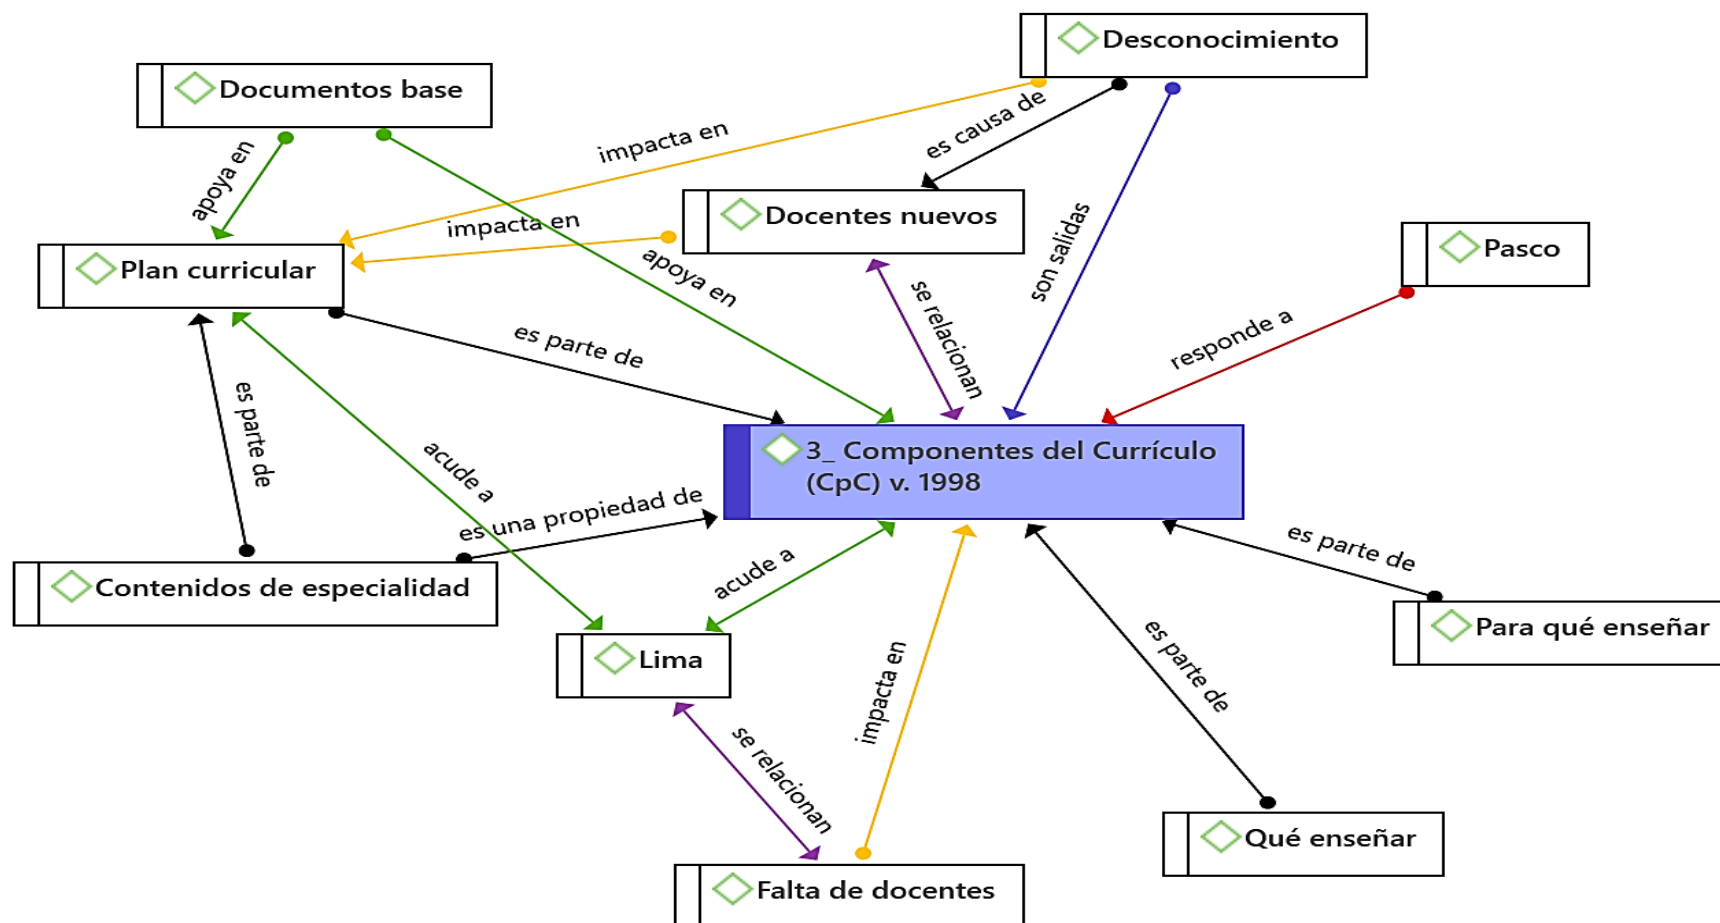 Desconocimiento
Documentos base
impacta en
es causa de
apoya en
Docentes nuevos
impacta en
son salidas
Pasco
Plan curricular
apoya en
se relacionan
responde a
es parte de
es parte de
acude a
3_ Componentes del Currículo
(CpC) v. 1998
es una propiedad de
es parte de
acude a
Contenidos de especialidad
Para qué enseñar
Lima
es parte de
impacta en
se relacionan
Qué enseñar
Falta de docentes